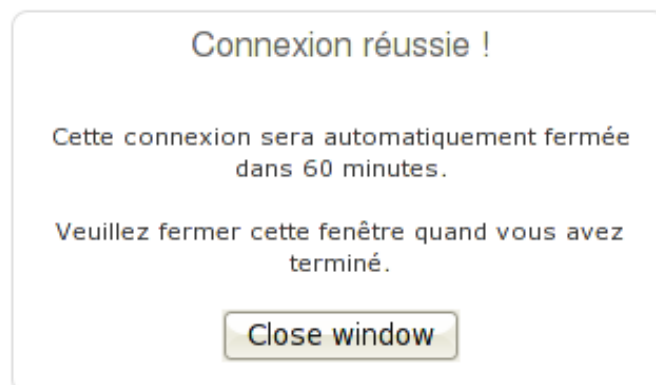 Connexion réussie !
Cette connexion sera automatiquement fermée
dans 60 minutes.
Veuillez fermer cette fenêtre quand vous avez
terminé.
Close window